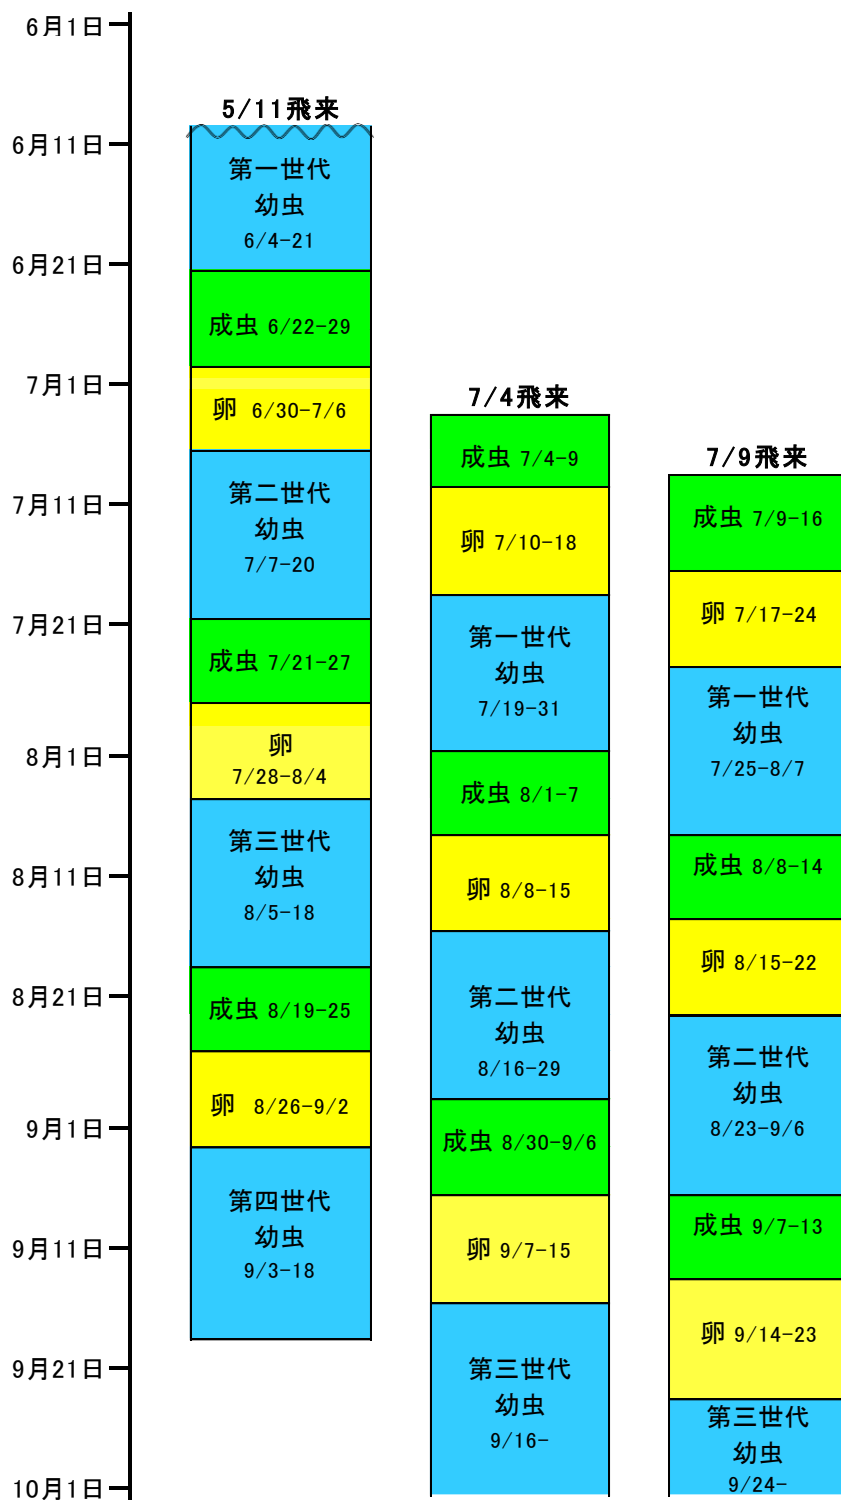 6月1日
6月11日
6月21日
7月1日
7月11日
7月21日
8月1日
8月11日
8月21日
9月1日
9月11日
9月21日
10月1日
5/11飛来
第一世代
幼虫
6/4-21
成虫 6/22-29
卵 6/30-7/6
第二世代
幼虫
7/7-20
成虫 7/21-27
卵
7/28-8/4
第三世代
幼虫
8/5-18
成虫 8/19-25
卵 8/26-9/2
第四世代
幼虫
9/3-18
7/4飛来
成虫 7/4-9
卵 7/10-18
第一世代
幼虫
7/19-31
成虫 8/1-7
卵 8/8-15
第二世代
幼虫
8/16-29
成虫 8/30-9/6
卵 9/7-15
第三世代
幼虫
9/16-
7/9飛来
成虫 7/9-16
卵 7/17-24
第一世代
幼虫
7/25-8/7
成虫 8/8-14
卵 8/15-22
第二世代
幼虫
8/23-9/6
成虫 9/7-13
卵 9/14-23
第三世代
幼虫
9/24-